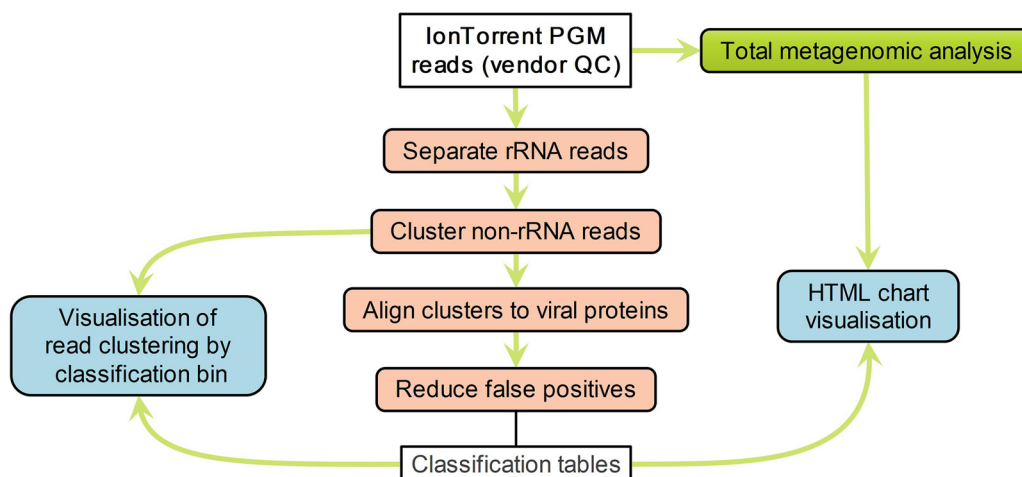 IonTorrent PGM
reads (vendor QC)
Total metagenomic analysis
Separate rRNA reads
Cluster non-rRNA reads
Align clusters to viral proteins
HTML chart
visualisation
Visualisation of
read clustering by
classification bin
Reduce false positives
Classification tables